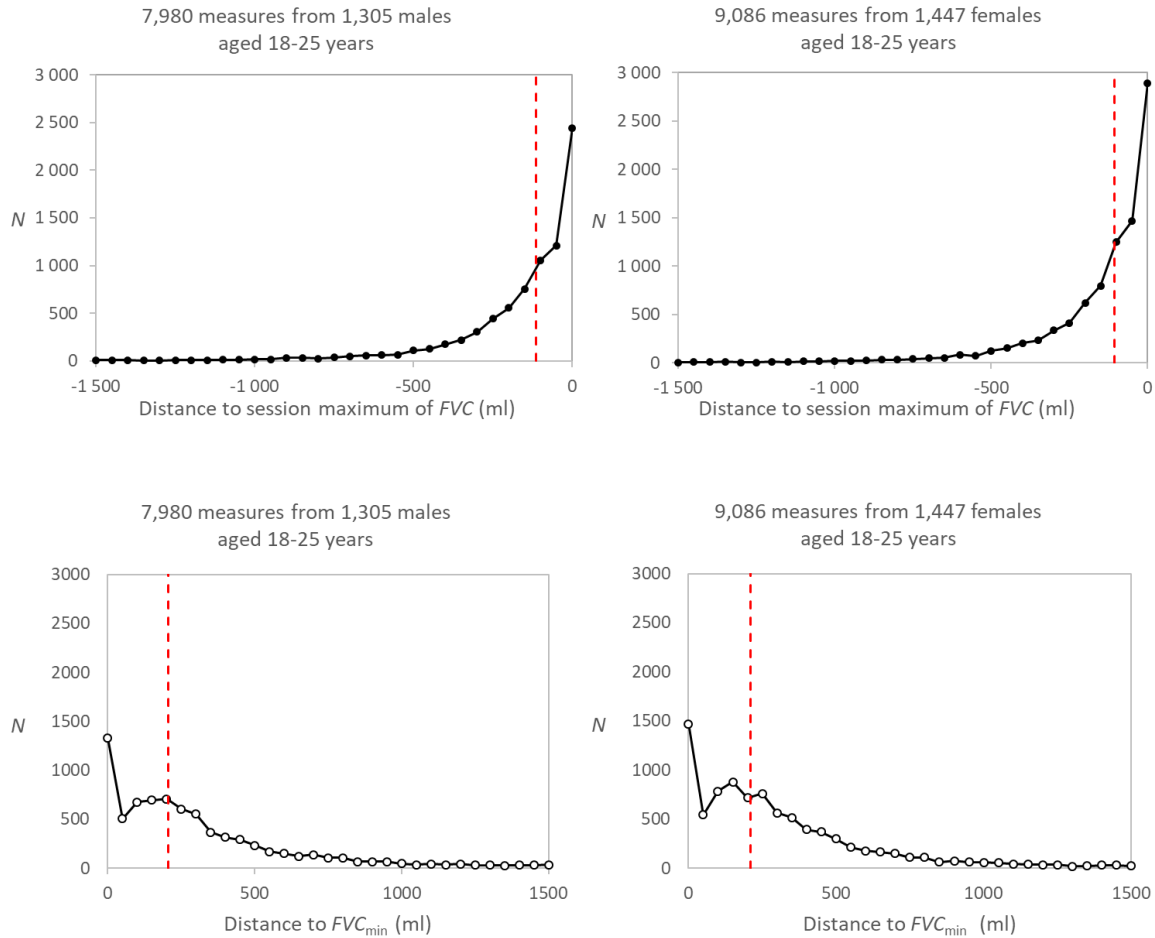 7,980 measures from 1,305 males
aged 18-25 years
3 000
2 500
2 000
N
1 500
1 000
500
0
-1 500
-1 000
-500
0
Distance to session maximum of FVC (ml)
9,086 measures from 1,447 females
aged 18-25 years
3 000
2 500
2 000
N
1 500
1 000
500
0
-1 500
-1 000
-500
0
Distance to session maximum of FVC (ml)
7,980 measures from 1,305 males
aged 18-25 years
3000
2500
2000
N
1500
1000
500
0
0
500
1000
1500
Distance to FVCmin (ml)
9,086 measures from 1,447 females
aged 18-25 years
3000
2500
2000
N
1500
1000
500
0
0
500
1000
1500
Distance to FVCmin (ml)